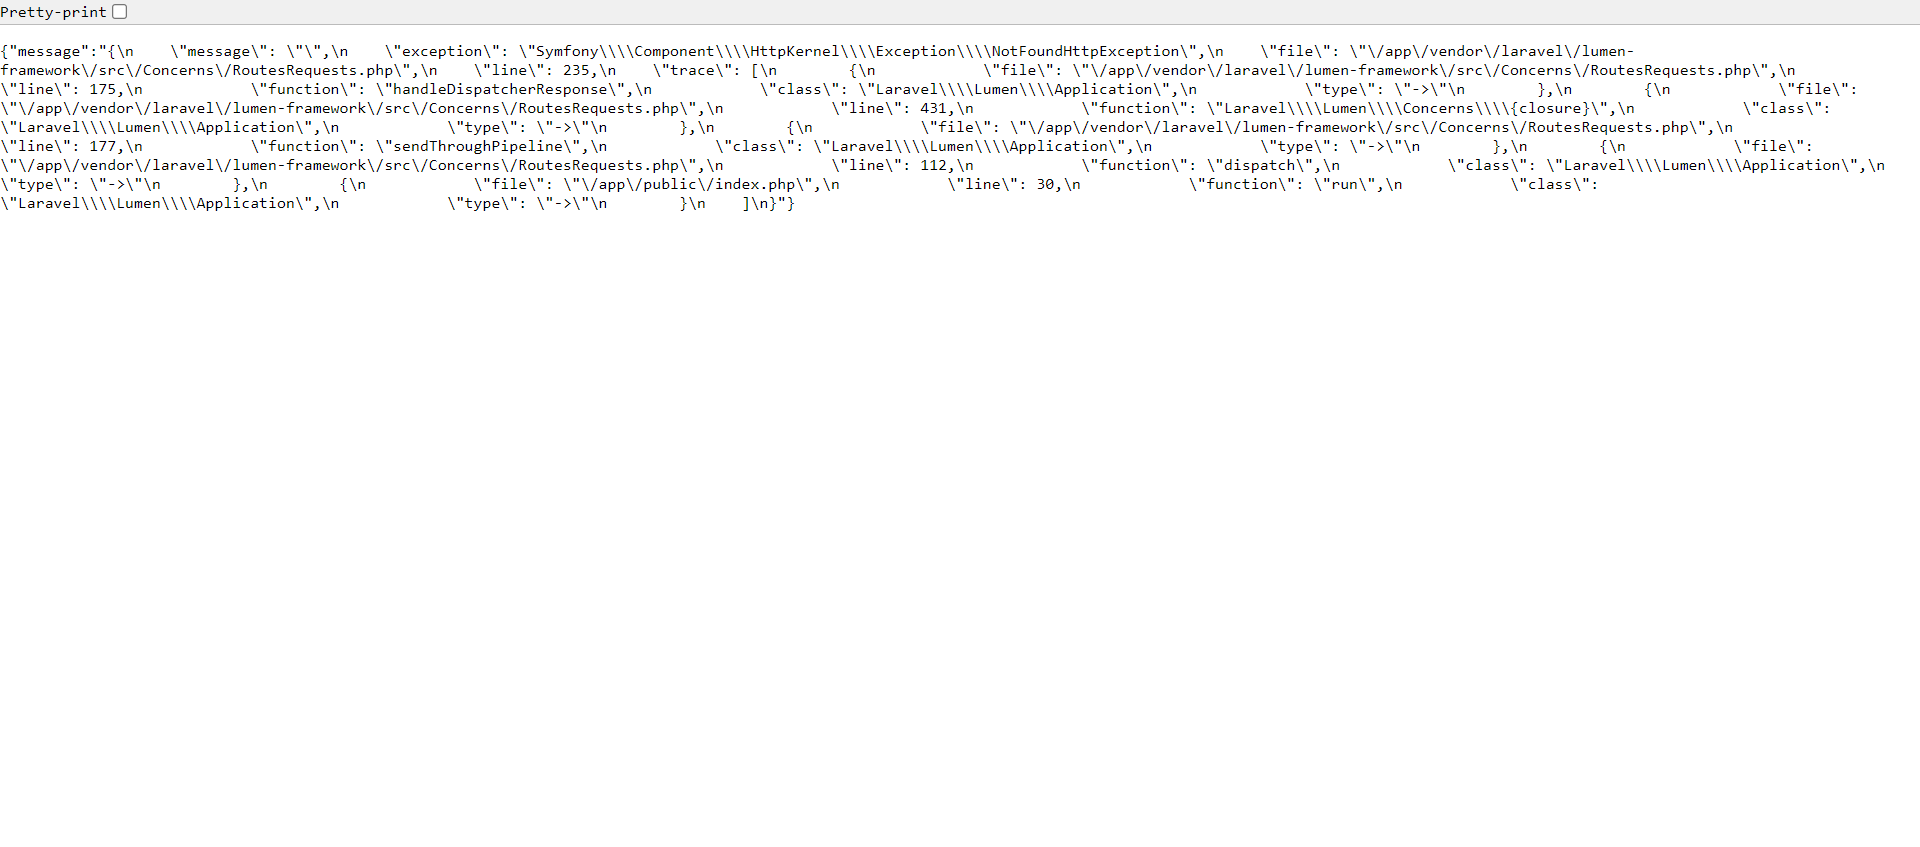 Pretty-print
{"message":"{\n    \"message\": \"\",\n    \"exception\": \"Symfony\\\\Component\\\\HttpKernel\\\\Exception\\\\NotFoundHttpException\",\n    \"file\": \"\/app\/vendor\/laravel\/lumen-
framework\/src\/Concerns\/RoutesRequests.php\",\n    \"line\": 235,\n    \"trace\": [\n        {\n            \"file\": \"\/app\/vendor\/laravel\/lumen-framework\/src\/Concerns\/RoutesRequests.php\",\n
\"line\": 175,\n            \"function\": \"handleDispatcherResponse\",\n            \"class\": \"Laravel\\\\Lumen\\\\Application\",\n            \"type\": \"->\"\n        },\n        {\n            \"file\":
\"\/app\/vendor\/laravel\/lumen-framework\/src\/Concerns\/RoutesRequests.php\",\n            \"line\": 431,\n            \"function\": \"Laravel\\\\Lumen\\\\Concerns\\\\{closure}\",\n            \"class\":
\"Laravel\\\\Lumen\\\\Application\",\n            \"type\": \"->\"\n        },\n        {\n            \"file\": \"\/app\/vendor\/laravel\/lumen-framework\/src\/Concerns\/RoutesRequests.php\",\n
\"line\": 177,\n            \"function\": \"sendThroughPipeline\",\n            \"class\": \"Laravel\\\\Lumen\\\\Application\",\n            \"type\": \"->\"\n        },\n        {\n            \"file\":
\"\/app\/vendor\/laravel\/lumen-framework\/src\/Concerns\/RoutesRequests.php\",\n            \"line\": 112,\n            \"function\": \"dispatch\",\n            \"class\": \"Laravel\\\\Lumen\\\\Application\",\n
\"type\": \"->\"\n        },\n        {\n            \"file\": \"\/app\/public\/index.php\",\n            \"line\": 30,\n            \"function\": \"run\",\n            \"class\":
\"Laravel\\\\Lumen\\\\Application\",\n            \"type\": \"->\"\n        }\n    ]\n}"}